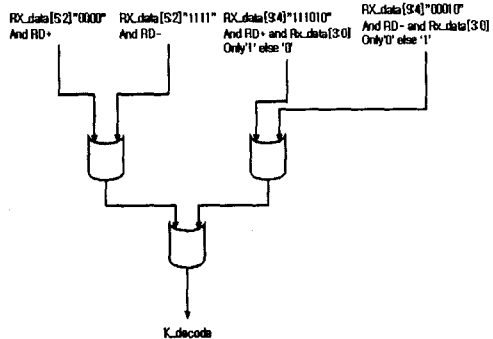 RX_data[5:2]"0000"
And RD+
RX_data[5:2]"1111"
And RD-
RX_data[9:4]"111010"
And RD+ and Rx_data[3:0]
Only'1' else '0'
RX_data[9:4]"00010"
And RD- and Rx_data[3:0]
Only'0' else '1'
K_decode